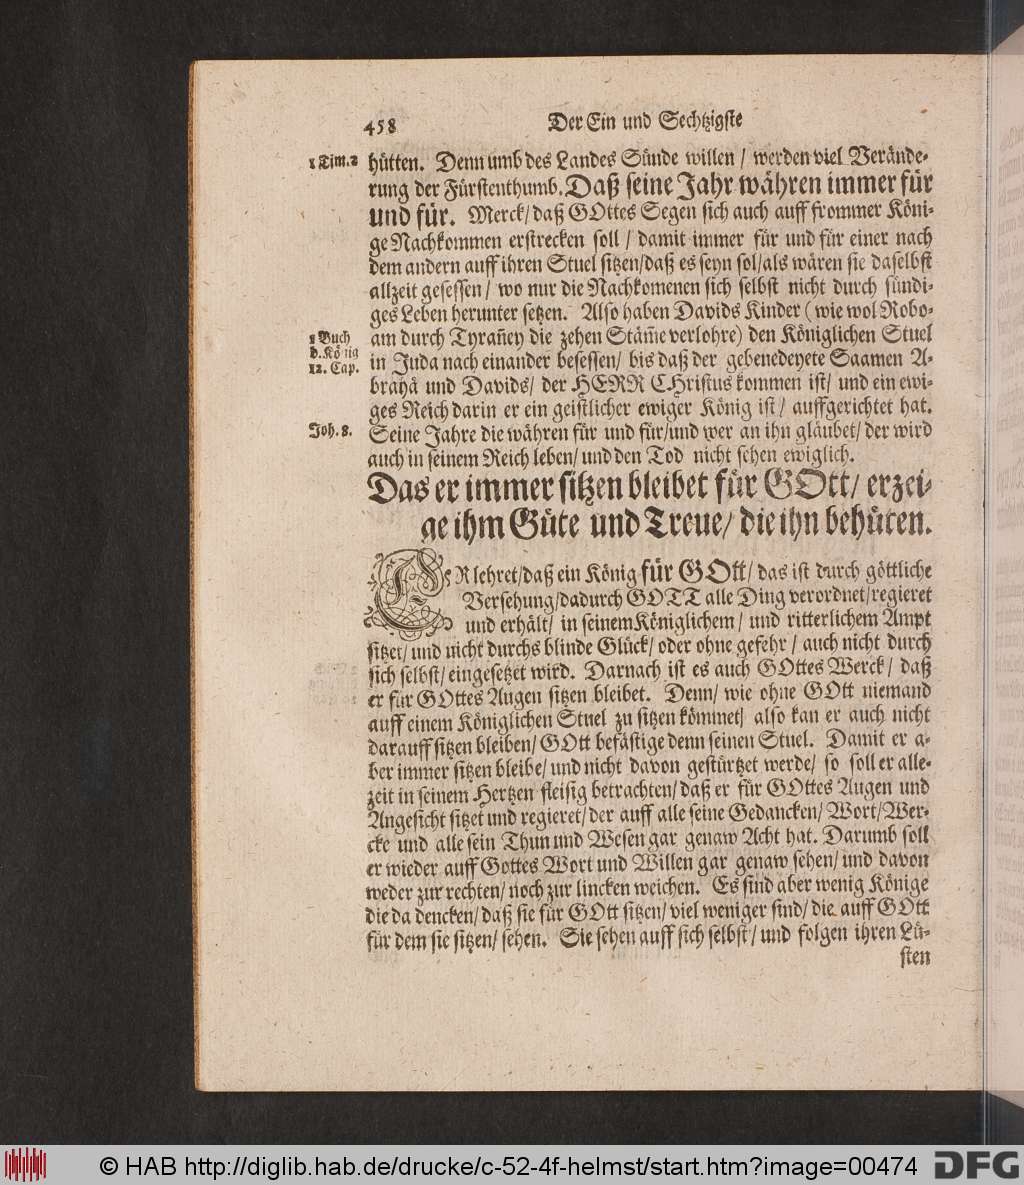 458 Der Ein und Sechtzigste
1 Tim. 2
hütten. Denn umb des Landes Sünde willen / werden viel Verände-
rung der Fürstenthumb. Daß seine Jahr währen immer für
und für. Merck / daß GOttes Segen sich auch auff frommer Köni-
ge Nachkommen erstrecken soll / damit immer für und für einer nach
dem andern auff ihren Stuel sitzen / daß es seyn sol / als wären sie daselbst
allzeit gesessen / wo nur die Nachkom̃enen sich selbst nicht durch sündi-
ges Leben herunter setzen. Also haben Davids Kinder ( wie wol Robo-
1 Buch
d. König
12. Cap.
am durch Tyrañey die zehen Stäm̃e verlohre) den Königlichen Stuel
in Juda nach einander besessen / bis daß der gebenedeyete Saamen A-
brahā und Davids / der HERR CHristus kommen ist / und ein ewi-
ges Reich darin er ein geistlicher ewiger König ist / auffgerichtet hat.
Joh. 8.
Seine Jahre die währen für und für / und wer an ihn gläubet / der wird
auch in seinem Reich leben / und den Tod nicht sehen ewiglich.
Das er immer sitzen bleibet für GOtt / erzei-
ge ihm Güte und Treue / die ihn behüten.
ER lehret / daß ein König für GOtt / das ist durch göttliche
Versehung / dadurch GOTT alle Ding verordnet / regieret
und erhält / in seinem Königlichem / und ritterlichem Ampt
sitzet / und nicht durchs blinde Glück / oder ohne gefehr / auch nicht durch
sich selbst / eingesetzet wird. Darnach ist es auch GOttes Werck / daß
er für GOttes Augen sitzen bleibet. Denn / wie ohne GOtt niemand
auff einem Königlichen Stuel zu sitzen kömmet / also kan er auch nicht
darauff sitzen bleiben / GOtt befästige denn seinen Stuel. Damit er a-
ber immer sitzen bleibe / und nicht davon gestürtzet werde / so soll er alle-
zeit in seinem Hertzen fleisig betrachten / daß er für GOttes Augen und
Angesicht sitzet und regieret / der auff alle seine Gedancken / Wort / Wer-
cke und alle sein Thun und Wesen gar genaw Acht hat. Darumb soll
er wieder auff Gottes Wort und Willen gar genaw sehen / und davon
weder zur rechten / noch zur lincken weichen. Es sind aber wenig Könige
die da dencken / daß sie für GOtt sitzen / viel weniger sind / die auff GOtt
für dem sie sitzen / sehen. Sie sehen auff sich selbst / und folgen ihren Lü-
sten
© HAB http://diglib.hab.de/drucke/c-52-4f-helmst/start.htm?image=00474 DFG